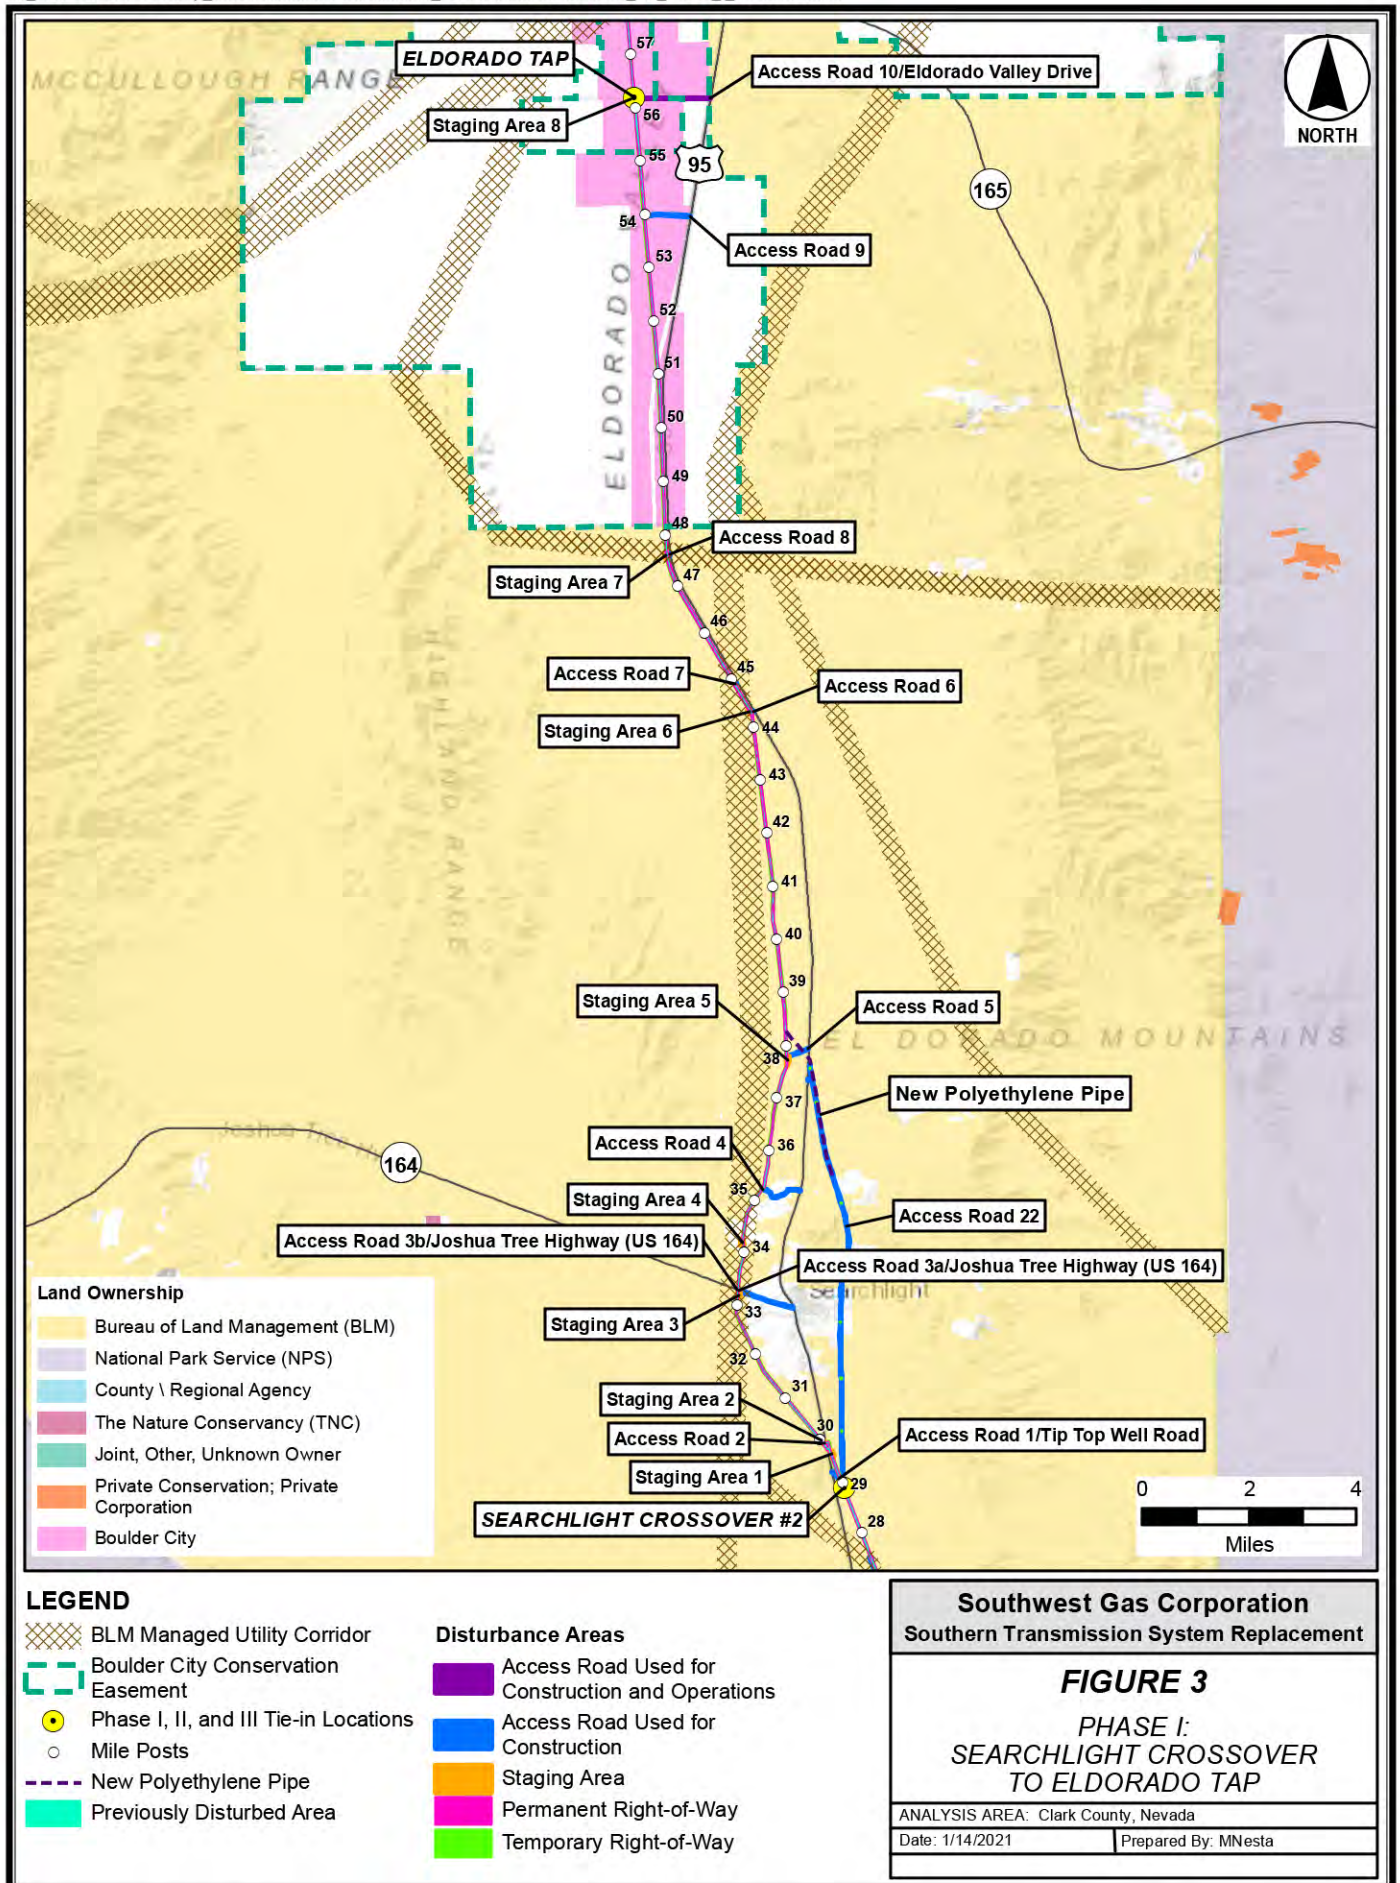 MCCULLOUGH RANGE
ELDORADO TAP
57
Access Road 10/Eldorado Valley Drive
NORTH
Staging Area 8
56
55
95
165
54
Access Road 9
53
ELDORADO
52
51
50
49
48
Access Road 8
Staging Area 7
47
46
HIGHLAND RANGE
Access Road 7
45
Access Road 6
Staging Area 6
44
43
42
41
40
39
Staging Area 5
Access Road 5
EL DORADO MOUNTAINS
38
New Polyethylene Pipe
37
Joshua Tree
164
Access Road 4
36
35
Staging Area 4
Access Road 22
Access Road 3b/Joshua Tree Highway (US 164)
34
Access Road 3a/Joshua Tree Highway (US 164)
Searchlight
33
Staging Area 3
32
31
Staging Area 2
30
Access Road 2
Access Road 1/Tip Top Well Road
Staging Area 1
29
SEARCHLIGHT CROSSOVER #2
28
Land Ownership
Bureau of Land Management (BLM)
National Park Service (NPS)
County \ Regional Agency
The Nature Conservancy (TNC)
Joint, Other, Unknown Owner
Private Conservation; Private
Corporation
Boulder City
0 2 4
Miles
LEGEND
BLM Managed Utility Corridor
Boulder City Conservation
Easement
Phase I, II, and III Tie-in Locations
Mile Posts
New Polyethylene Pipe
Previously Disturbed Area
Disturbance Areas
Access Road Used for
Construction and Operations
Access Road Used for
Construction
Staging Area
Permanent Right-of-Way
Temporary Right-of-Way
Southwest Gas Corporation
Southern Transmission System Replacement
FIGURE 3
PHASE I:
SEARCHLIGHT CROSSOVER
TO ELDORADO TAP
ANALYSIS AREA: Clark County, Nevada
Date: 1/14/2021
Prepared By: MNesta